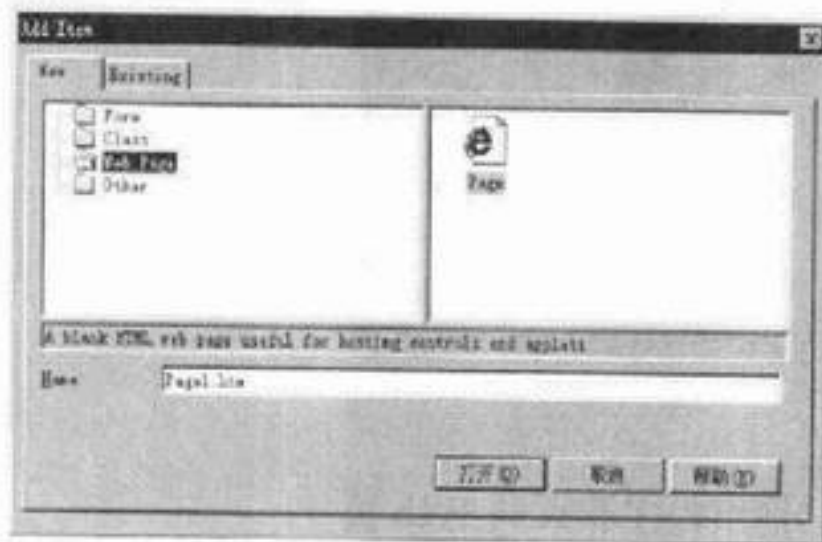 Add Item
New
Existing
Form
Class
Web Page
Other
Page
A blank HTML web page useful for hosting controls and applets
Name
Page1.htm
打开(O)
取消
帮助(H)